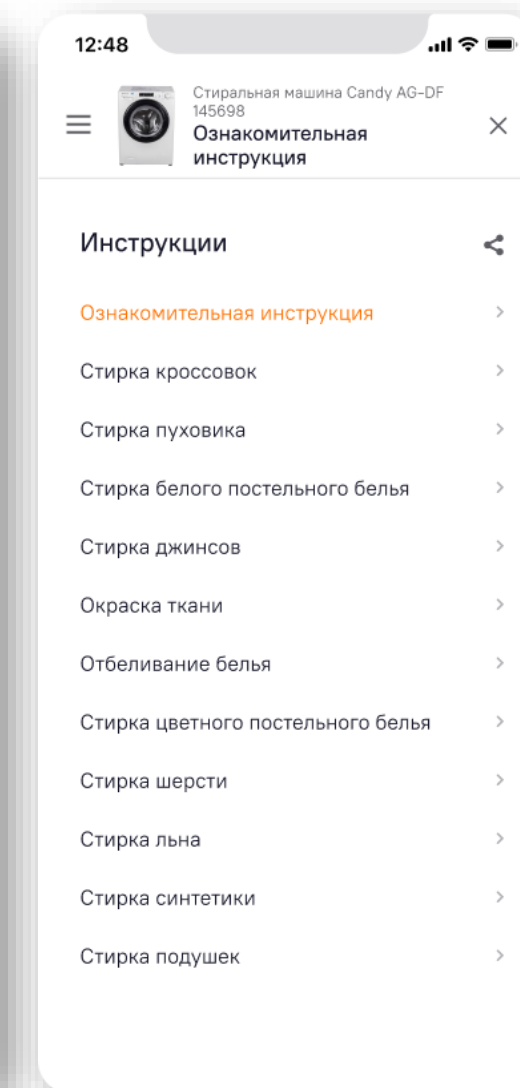 12:48
Стиральная машина Candy AG-DF
145698
Ознакомительная
инструкция
Инструкции
Ознакомительная инструкция
Стирка кроссовок
Стирка пуховика
Стирка белого постельного белья
Стирка джинсов
Окраска ткани
Отбеливание белья
Стирка цветного постельного белья
Стирка шерсти
Стирка льна
Стирка синтетики
Стирка подушек